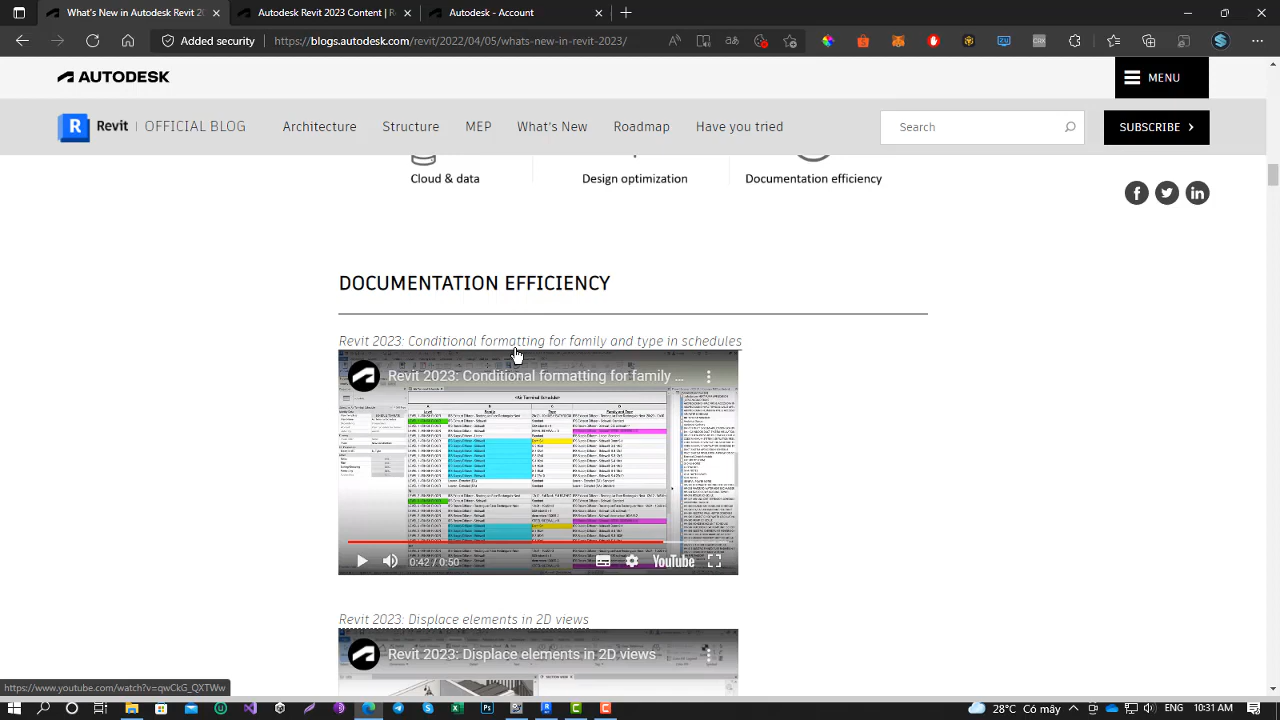 What's New in Autodesk Revit 20
Autodesk Revit 2023 Content | R
Autodesk - Account
Added security
https://blogs.autodesk.com/revit/2022/04/05/whats-new-in-revit-2023/
AUTODESK
MENU
R Revit OFFICIAL BLOG
Architecture
Structure
MEP
What's New
Roadmap
Have you tried
Search
SUBSCRIBE
Cloud & data
Design optimization
Documentation efficiency
DOCUMENTATION EFFICIENCY
Revit 2023: Conditional formatting for family and type in schedules
Revit 2023: Conditional formatting for family ...
0:42 / 0:50
YouTube
Revit 2023: Displace elements in 2D views
Revit 2023: Displace elements in 2D views
https://www.youtube.com/watch?v=qwCkG_QXTWw
28°C Có mây
10:31 AM